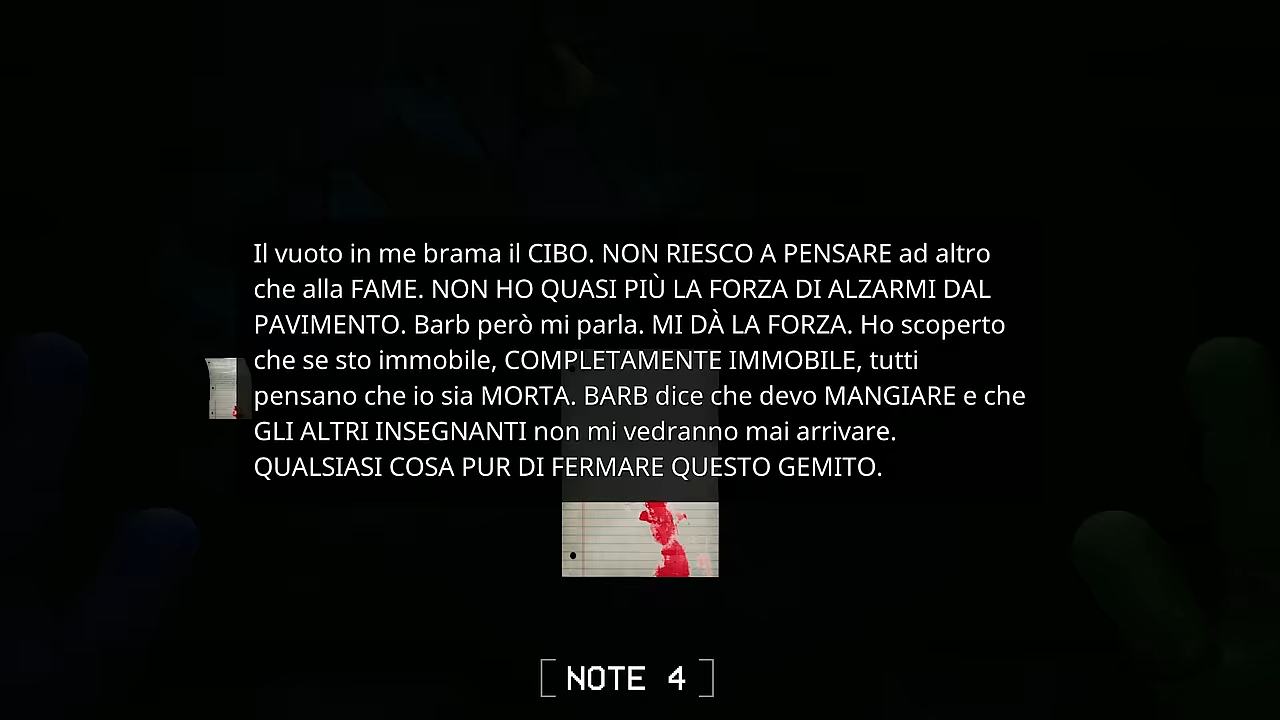 Il vuoto in me brama il CIBO. NON RIESCO A PENSARE ad altro
che alla FAME. NON HO QUASI PIÙ LA FORZA DI ALZARMI DAL
PAVIMENTO. Barb però mi parla. MI DÀ LA FORZA. Ho scoperto
che se sto immobile, COMPLETAMENTE IMMOBILE, tutti
pensano che io sia MORTA. BARB dice che devo MANGIARE e che
GLI ALTRI INSEGNANTI non mi vedranno mai arrivare.
QUALSIASI COSA PUR DI FERMARE QUESTO GEMITO.
[ NOTE 4 ]